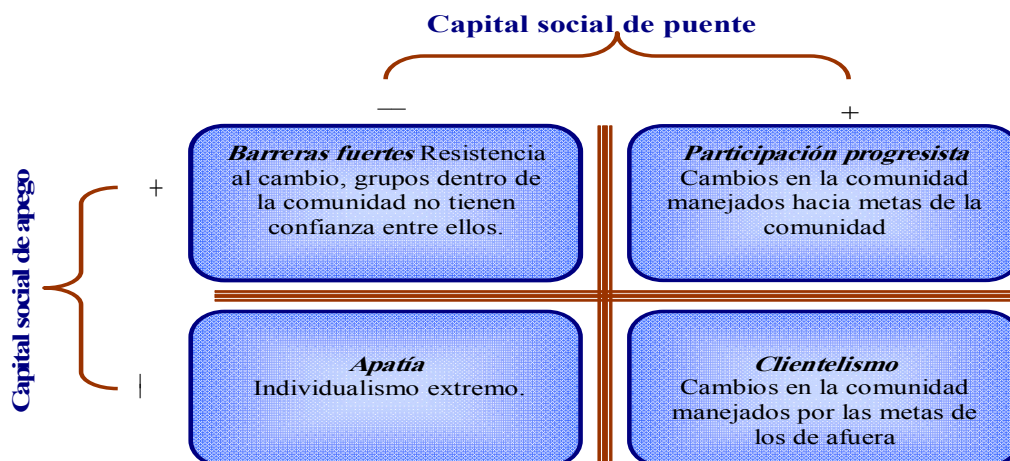 Capital social de puente
—
+
Capital social de apego
+
Barreras fuertes Resistencia
al cambio, grupos dentro de
la comunidad no tienen
confianza entre ellos.
Participación progresista
Cambios en la comunidad
manejados hacia metas de la
comunidad
|
Apatía
Individualismo extremo.
Clientelismo
Cambios en la comunidad
manejados por las metas de
los de afuera